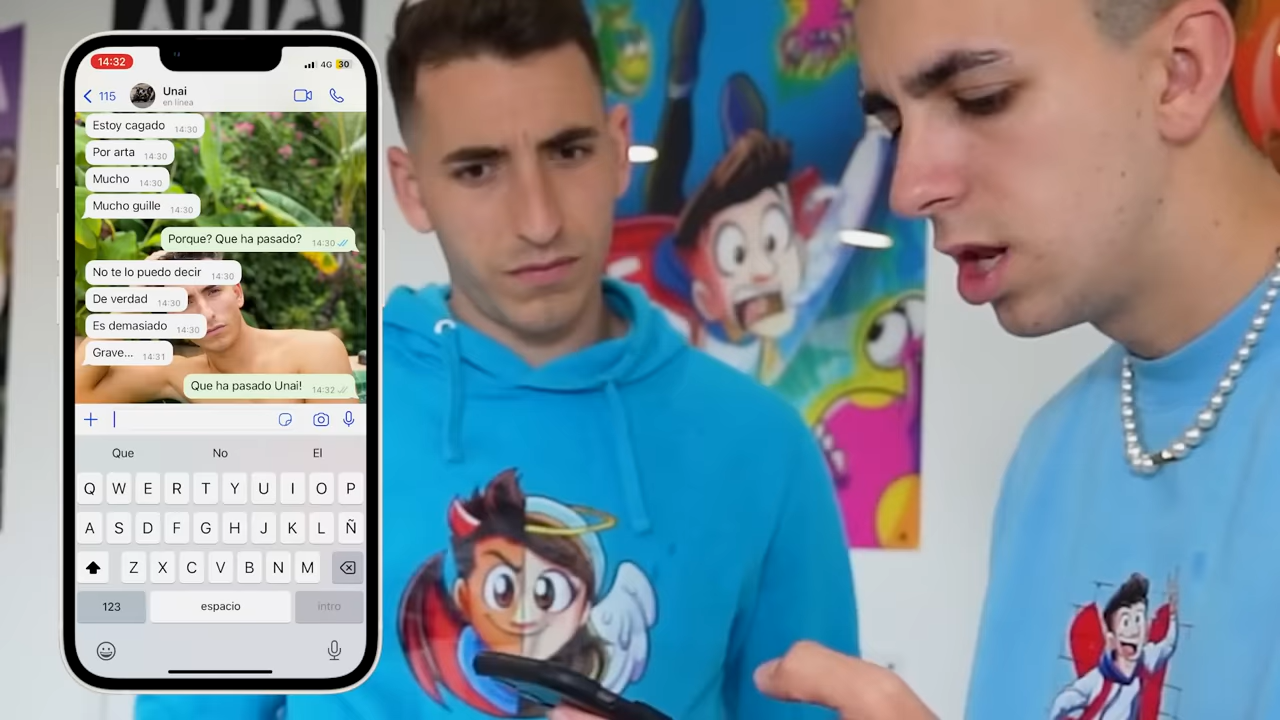 ARTA
14:32
4G 30
115
Unai
en línea
Estoy cagado 14:30
Por arta 14:30
Mucho 14:30
Mucho guille 14:30
Porque? Que ha pasado? 14:30
No te lo puedo decir 14:30
De verdad 14:30
Es demasiado 14:30
Grave... 14:31
Que ha pasado Unai! 14:32
Que No El
Q W E R T Y U I O P
A S D F G H J K L Ñ
Z X C V B N M
123 espacio intro